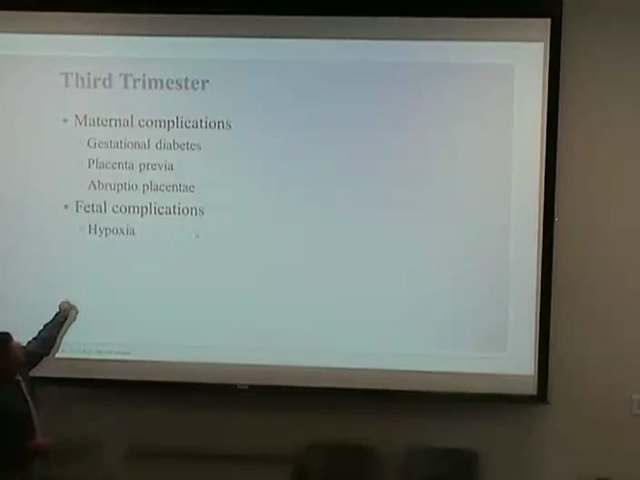 Third Trimester
• Maternal complications
Gestational diabetes
Placenta previa
Abruptio placentae
• Fetal complications
Hypoxia